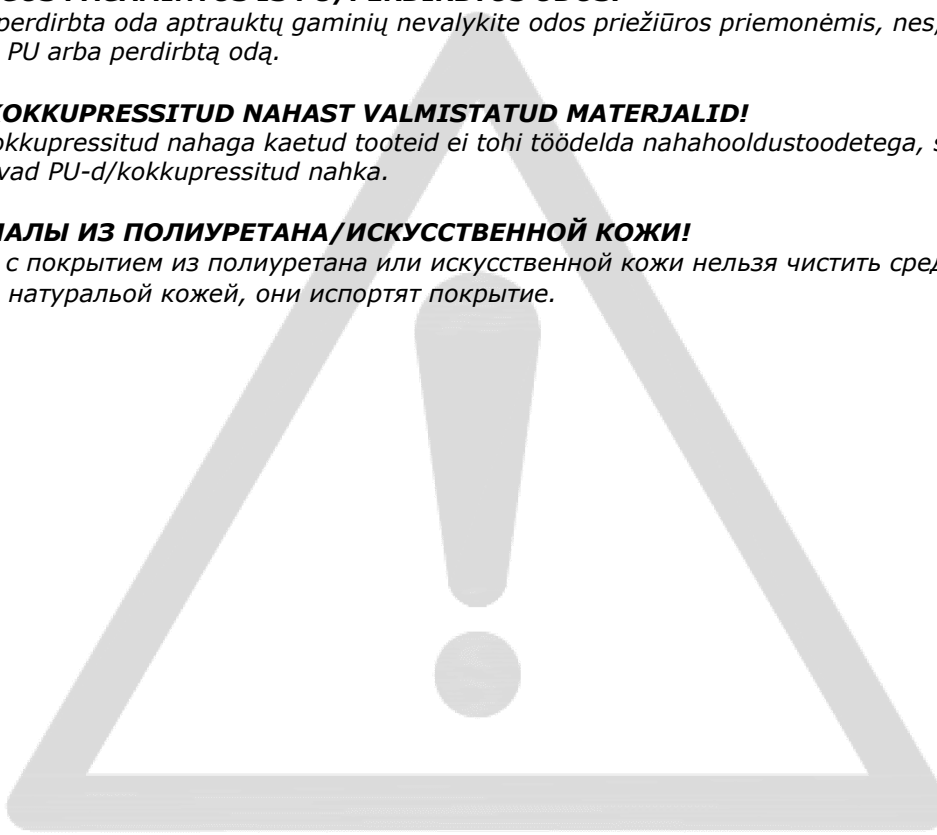 perdirbta oda aptrauktų gaminių nevalykite odos priežiūros priemonėmis, nes
PU arba perdirbtą odą.
KOKKUPRESSITUD NAHAST VALMISTATUD MATERJALID!
okkupressitud nahaga kaetud tooteid ei tohi töödelda nahahooldustoodetega, s
vad PU-d/kokkupressitud nahka.
ИАЛЫ ИЗ ПОЛИУРЕТАНА/ИСКУССТВЕННОЙ КОЖИ!
с покрытием из полиуретана или искусственной кожи нельзя чистить сред
натуральой кожей, они испортят покрытие.